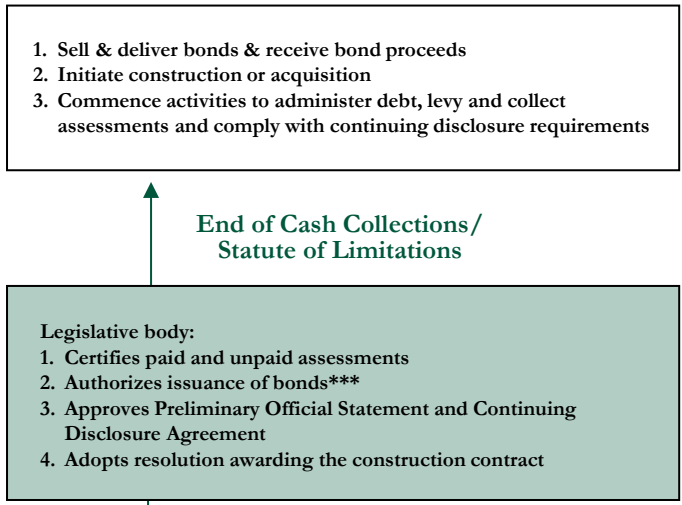 1. Sell & deliver bonds & receive bond proceeds
2. Initiate construction or acquisition
3. Commence activities to administer debt, levy and collect
assessments and comply with continuing disclosure requirements
End of Cash Collections/
Statute of Limitations
Legislative body:
1. Certifies paid and unpaid assessments
2. Authorizes issuance of bonds***
3. Approves Preliminary Official Statement and Continuing
Disclosure Agreement
4. Adopts resolution awarding the construction contract